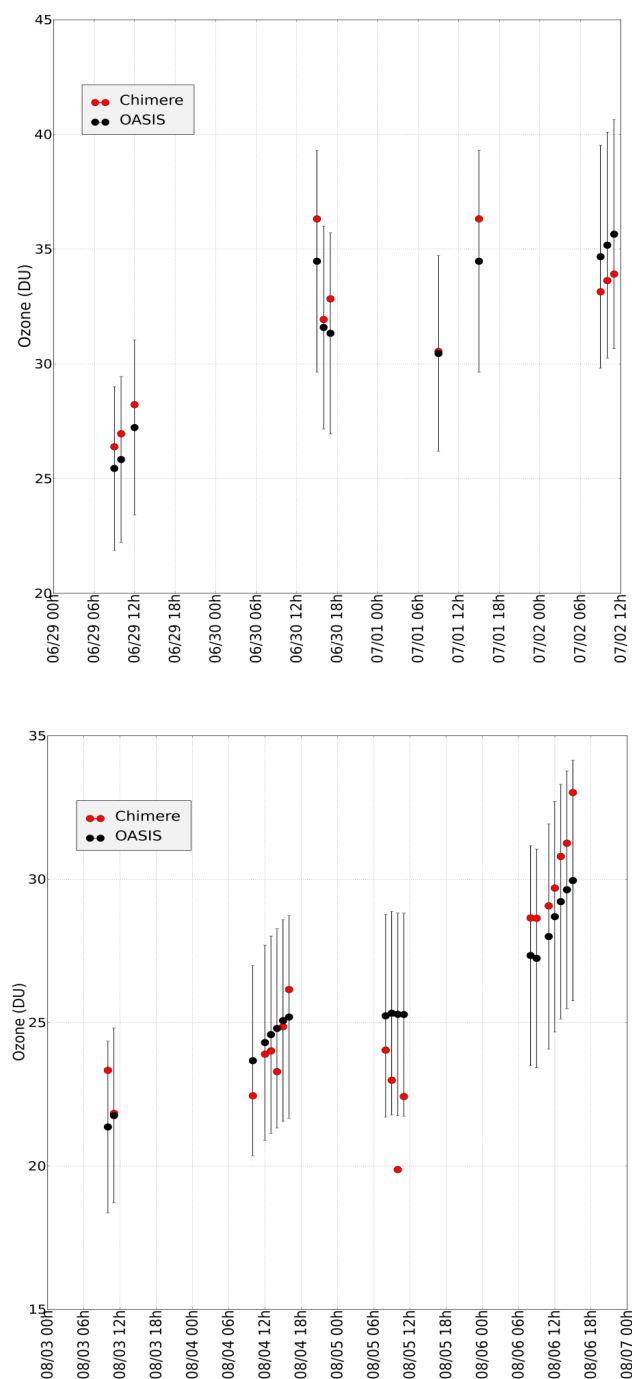 45
40
35
30
25
20
Ozone (DU)
Chimere
OASIS
06/29 00h
06/29 06h
06/29 12h
06/29 18h
06/30 00h
06/30 06h
06/30 12h
06/30 18h
07/01 00h
07/01 06h
07/01 12h
07/01 18h
07/02 00h
07/02 06h
07/02 12h
35
30
25
20
15
Ozone (DU)
Chimere
OASIS
08/03 00h
08/03 06h
08/03 12h
08/03 18h
08/04 00h
08/04 06h
08/04 12h
08/04 18h
08/05 00h
08/05 06h
08/05 12h
08/05 18h
08/06 00h
08/06 06h
08/06 12h
08/06 18h
08/07 00h